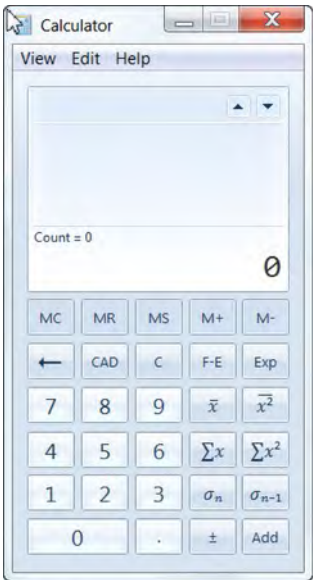 Calculator
View Edit Help
Count = 0
0
MC MR MS M+ M-
← CAD C F-E Exp
7 8 9 x̄ x̄²
4 5 6 ∑x ∑x²
1 2 3 σₙ σₙ₋₁
0 . ± Add